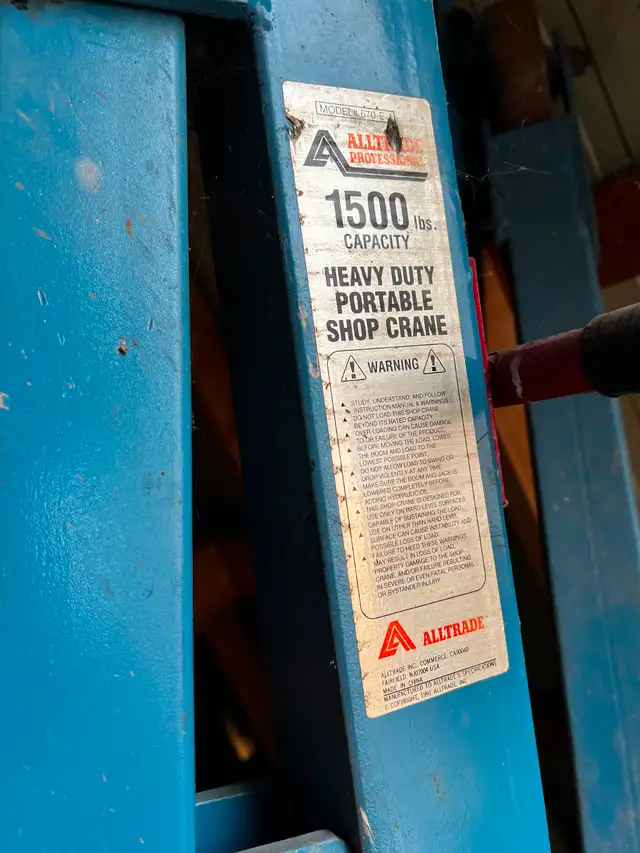 MODEL# 670-E
ALLTRADE
PROFESSIONAL
1500 lbs.
CAPACITY
HEAVY DUTY
PORTABLE
SHOP CRANE
WARNING
▲ STUDY, UNDERSTAND, AND FOLLOW
INSTRUCTION MANUAL & WARNINGS
▲ DO NOT LOAD THIS SHOP CRANE
BEYOND ITS RATED CAPACITY.
▲ OVER-LOADING CAN CAUSE DAMAGE
TO OR FAILURE OF THE PRODUCT.
▲ BEFORE MOVING THE LOAD, LOWER
THE BOOM AND LOAD TO THE
LOWEST POSSIBLE POINT.
▲ DO NOT ALLOW LOAD TO SWING OR
DROP VIOLENTLY AT ANY TIME.
▲ MAKE SURE THE BOOM AND JACK IS
LOWERED COMPLETELY BEFORE
ADDING HYDRAULIC OIL.
▲ THIS SHOP CRANE IS DESIGNED FOR
USE ONLY ON HARD LEVEL SURFACES
CAPABLE OF SUSTAINING THE LOAD.
▲ USE ON OTHER THAN HARD LEVEL
SURFACE CAN CAUSE INSTABILITY AND
POSSIBLE LOSS OF LOAD.
▲ FAILURE TO HEED THESE WARNINGS
MAY RESULT IN LOSS OF LOAD,
PROPERTY DAMAGE TO THE SHOP
CRANE, AND/OR FAILURE RESULTING
IN SEVERE OR EVEN FATAL PERSONAL
OR BYSTANDER INJURY.
ALLTRADE
ALLTRADE INC., COMMERCE, CA90040
FAIRFIELD, NJ07004 USA
MADE IN CHINA
MANUFACTURED TO ALLTRADE'S SPECIFICATIONS
© COPYRIGHT, 1991, ALLTRADE, INC.